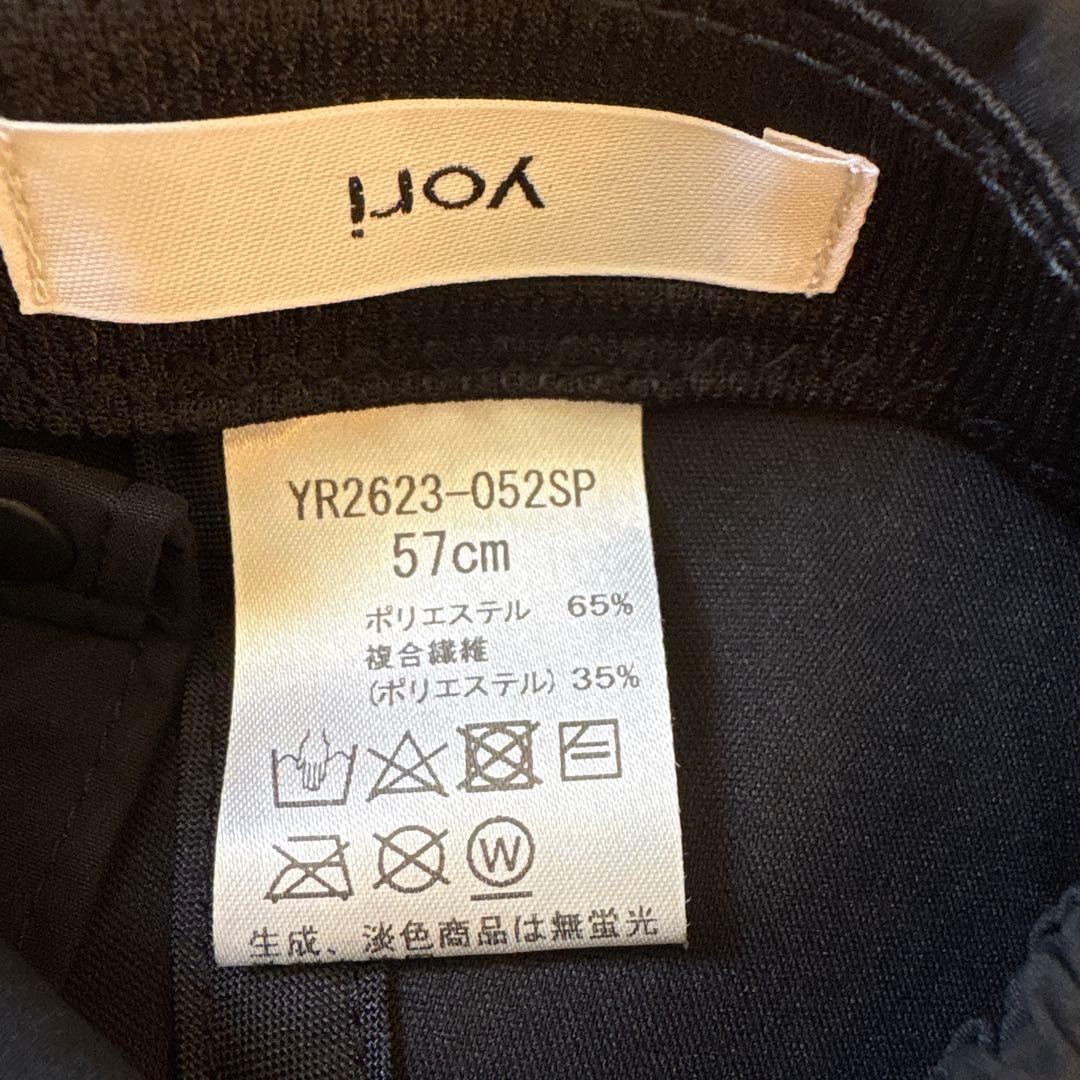 yori
YR2623-052SP
57cm
ポリエステル 65%
複合繊維
(ポリエステル) 35%
W
生成、淡色商品は無蛍光